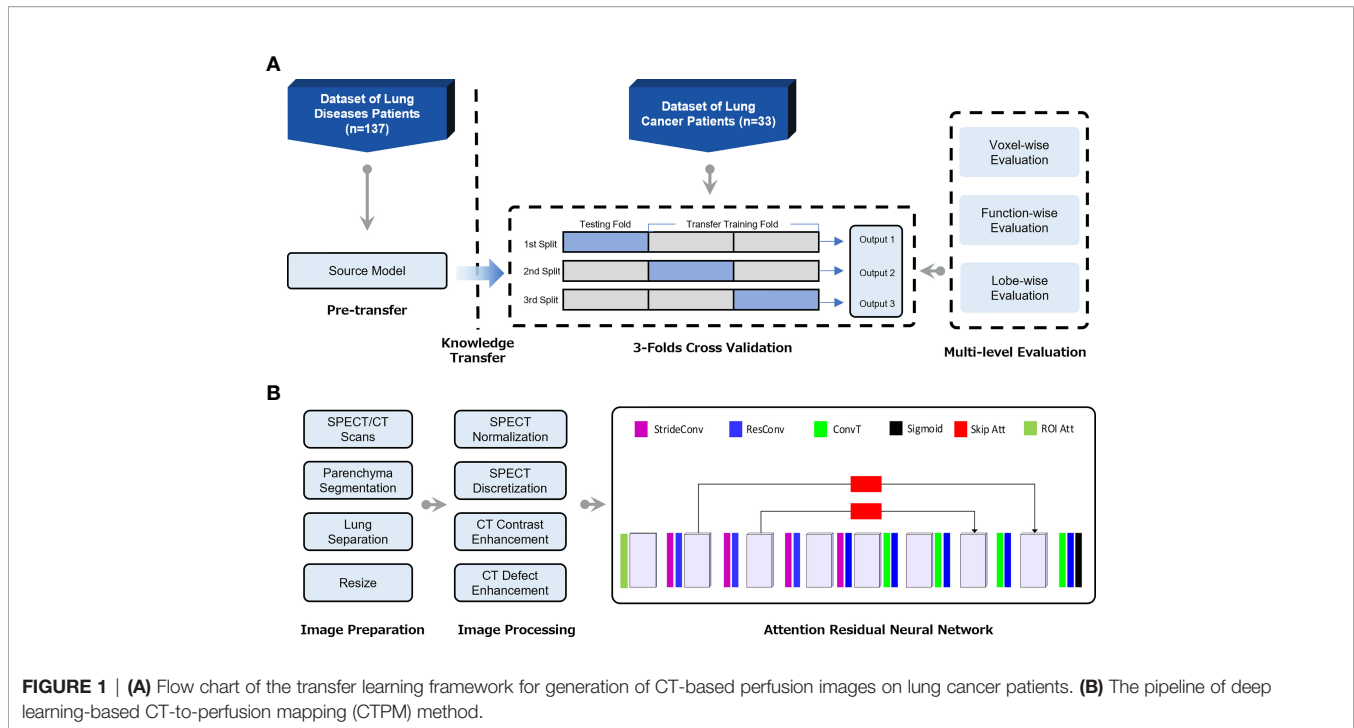 A
Dataset of Lung
Diseases Patients
(n=137)
Dataset of Lung
Cancer Patients (n=33)
Voxel-wise
Evaluation
Function-wise
Evaluation
Lobe-wise
Evaluation
Testing Fold
Transfer Training Fold
1st Split
Output 1
Source Model
2nd Split
Output 2
3rd Split
Output 3
Pre-transfer
Knowledge
Transfer
3-Folds Cross Validation
Multi-level Evaluation
B
SPECT/CT
Scans
Parenchyma
Segmentation
Lung
Separation
Resize
Image Preparation
SPECT
Normalization
SPECT
Discretization
CT Contrast
Enhancement
CT Defect
Enhancement
Image Processing
StrideConv
ResConv
ConvT
Sigmoid
Skip Att
ROI Att
Attention Residual Neural Network
FIGURE 1 | (A) Flow chart of the transfer learning framework for generation of CT-based perfusion images on lung cancer patients. (B) The pipeline of deep
learning-based CT-to-perfusion mapping (CTPM) method.